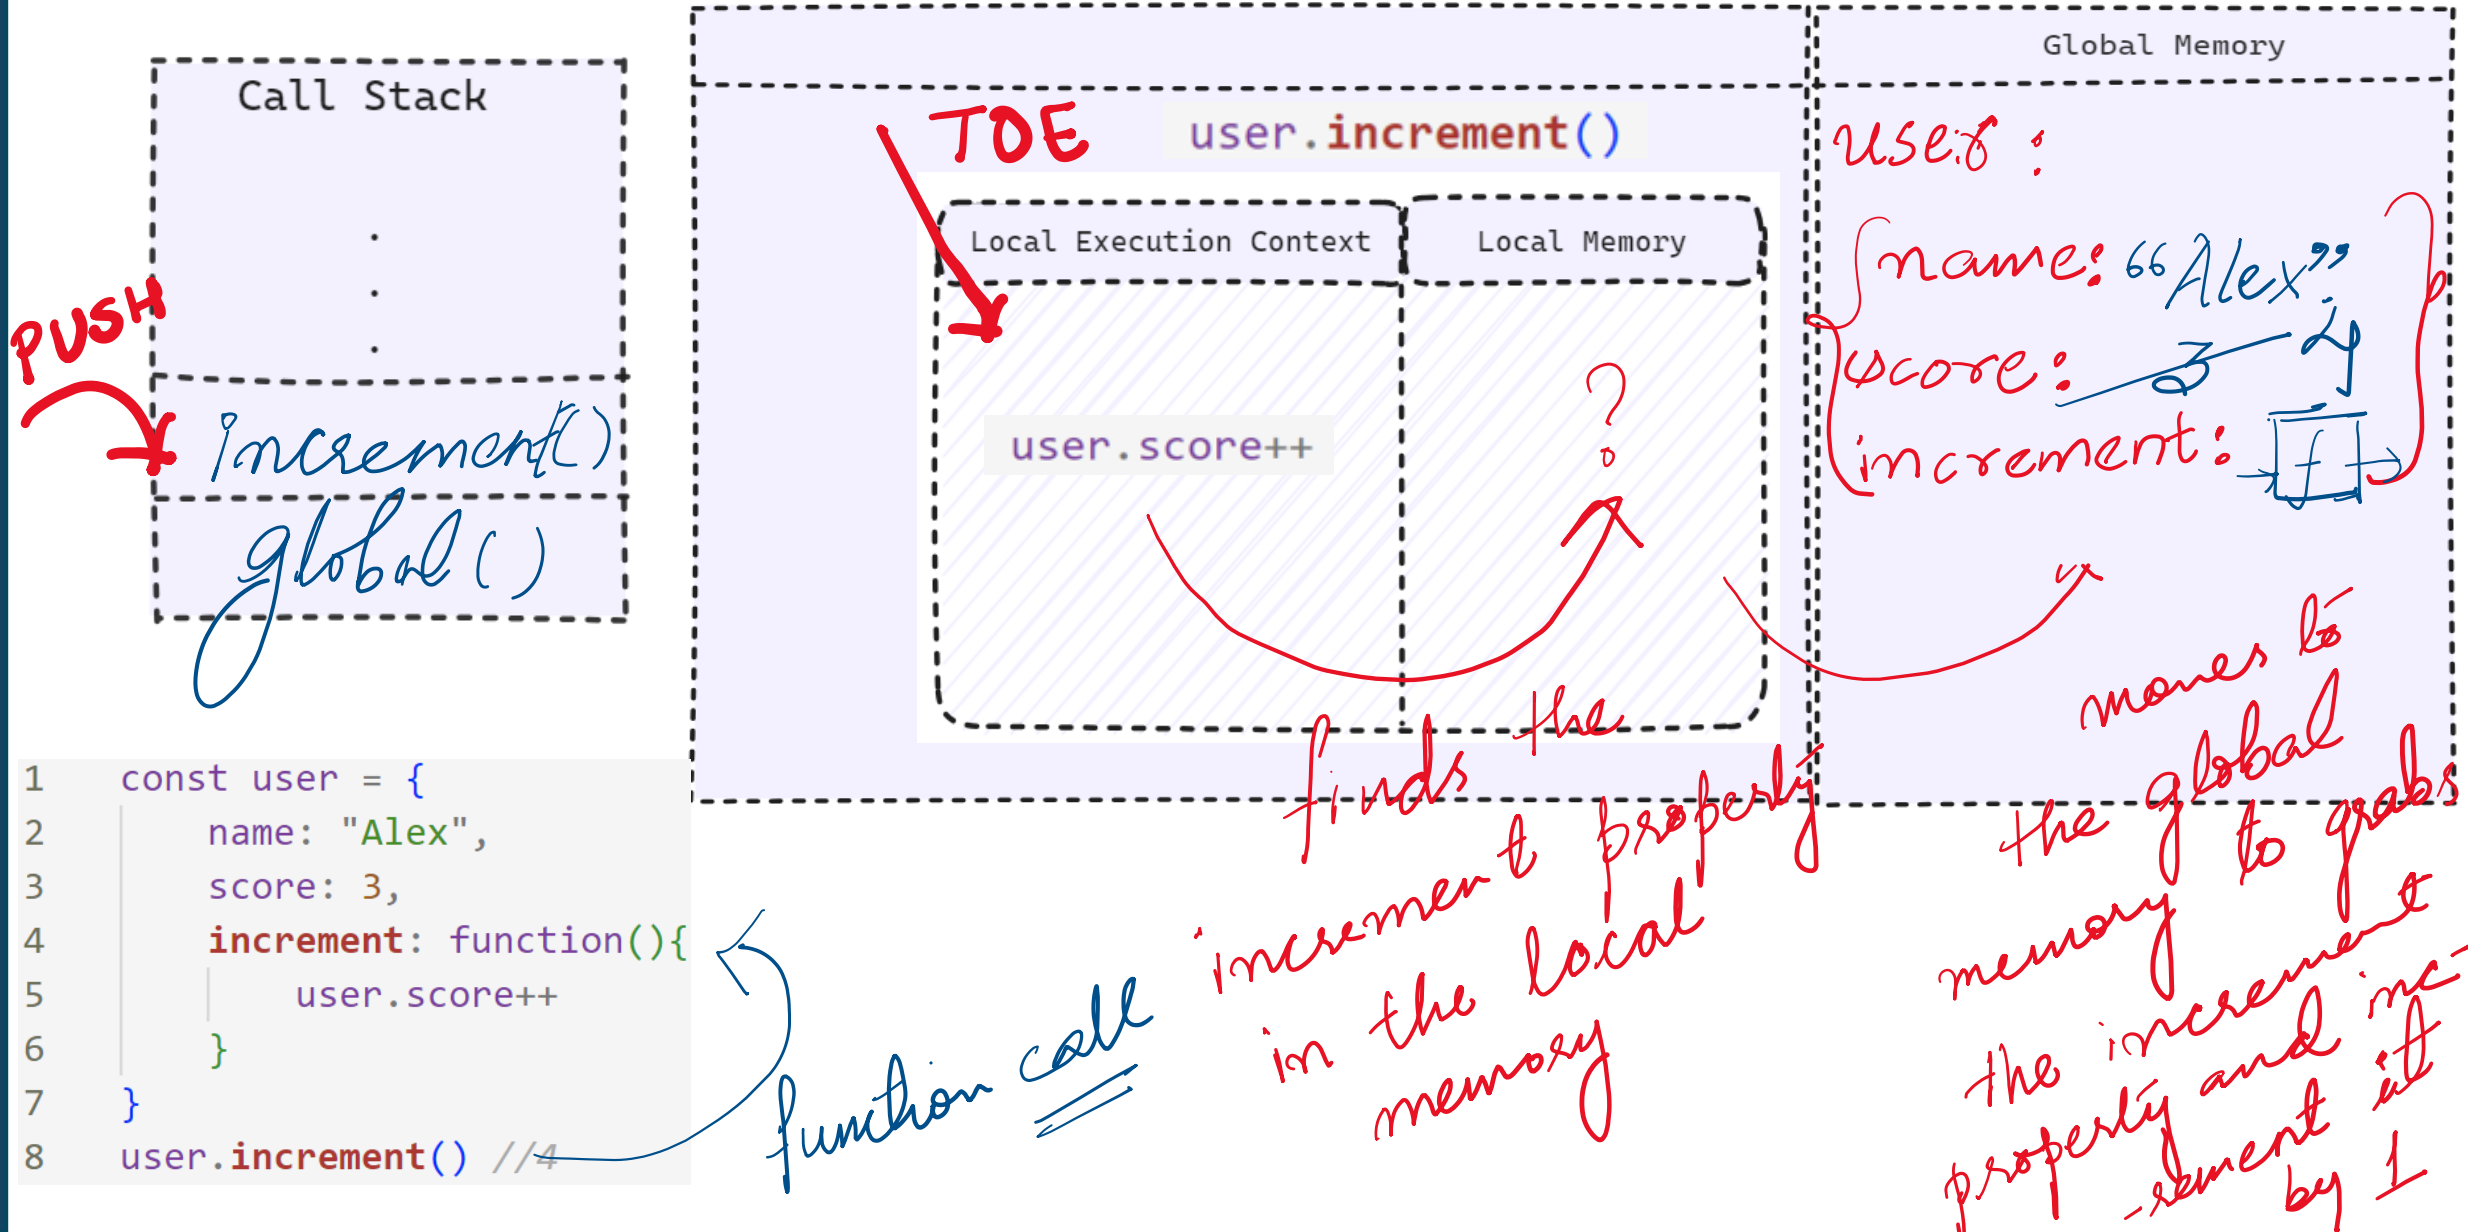 Call Stack
.
.
.
PUSH
increment()
global()
TOE
user.increment()
Local Execution Context
Local Memory
user.score++
?
Global Memory
user :
{ name: "Alex",
score: 3 4
increment: f }
finds the
increment property
in the local
memory
moves to
the global
memory to grabs
the increment
property and inc-
-rement it
by 1
1 const user = {
2 name: "Alex",
3 score: 3,
4 increment: function(){
5 user.score++
6 }
7 }
8 user.increment() //4
function call